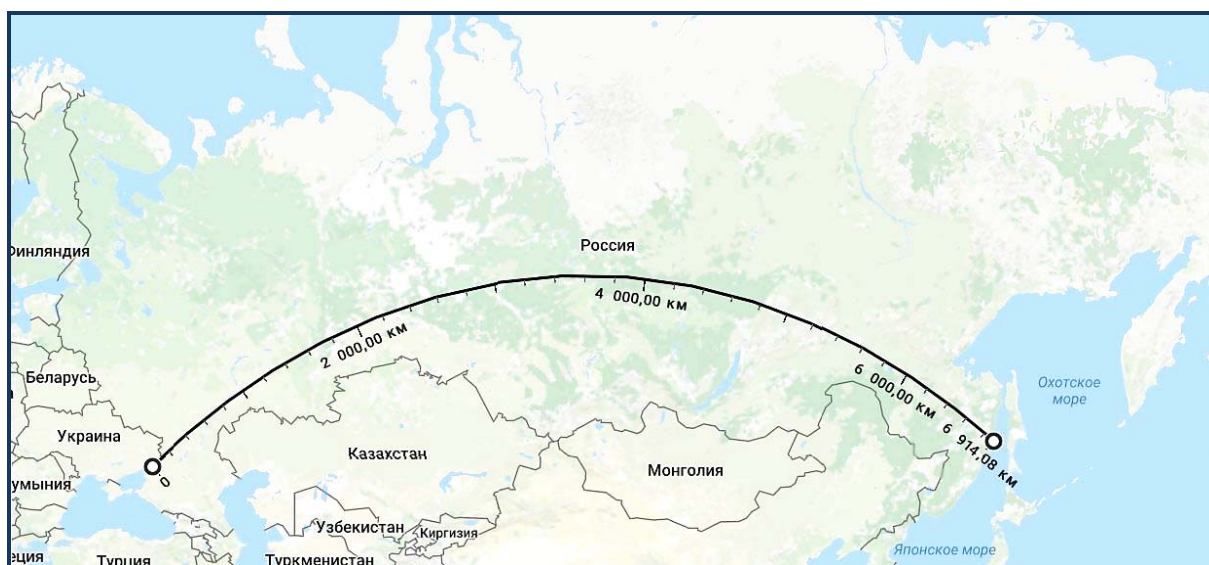 Россия
Финляндия
4 000,00 км
2 000,00 км
Беларусь
6 000,00 км
Охотское
море
Украина
6 914,08 км
0
Казахстан
Монголия
Узбекистан
Киргизия
Японское море
Турция
Туркменистан